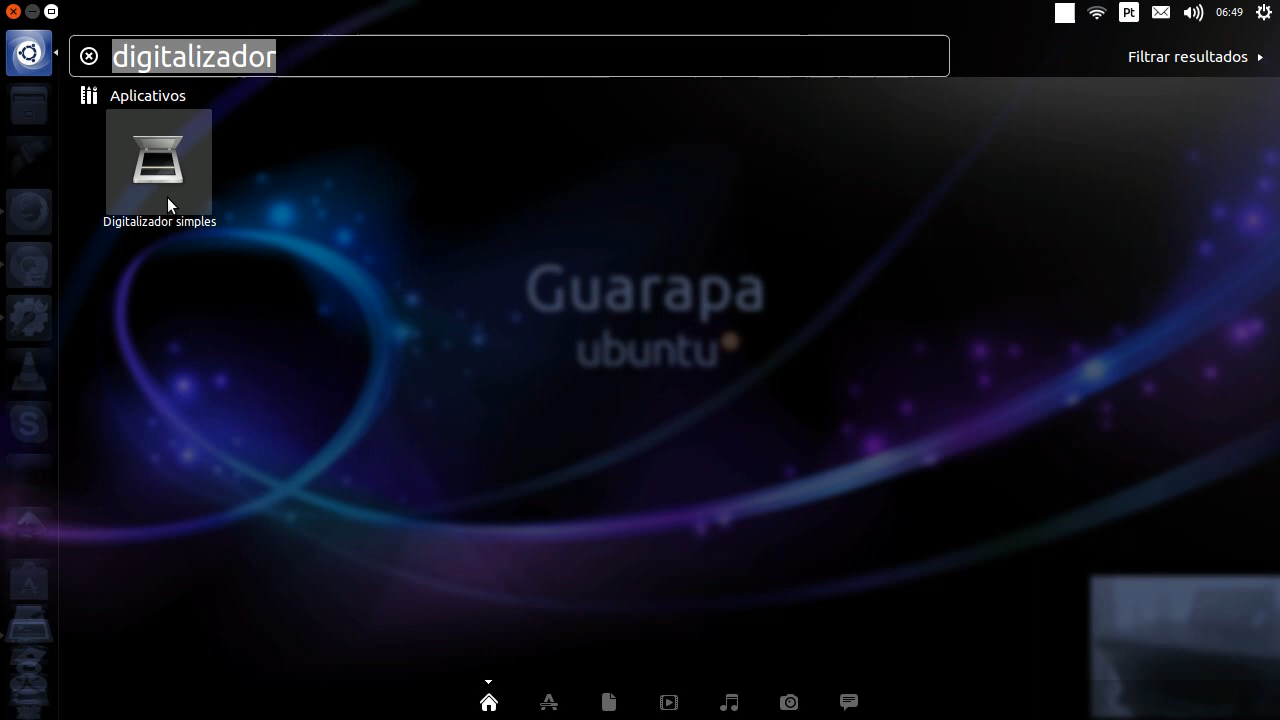 Pt
06:49
digitalizador
Filtrar resultados
Aplicativos
Digitalizador simples
Guarapa
ubuntu